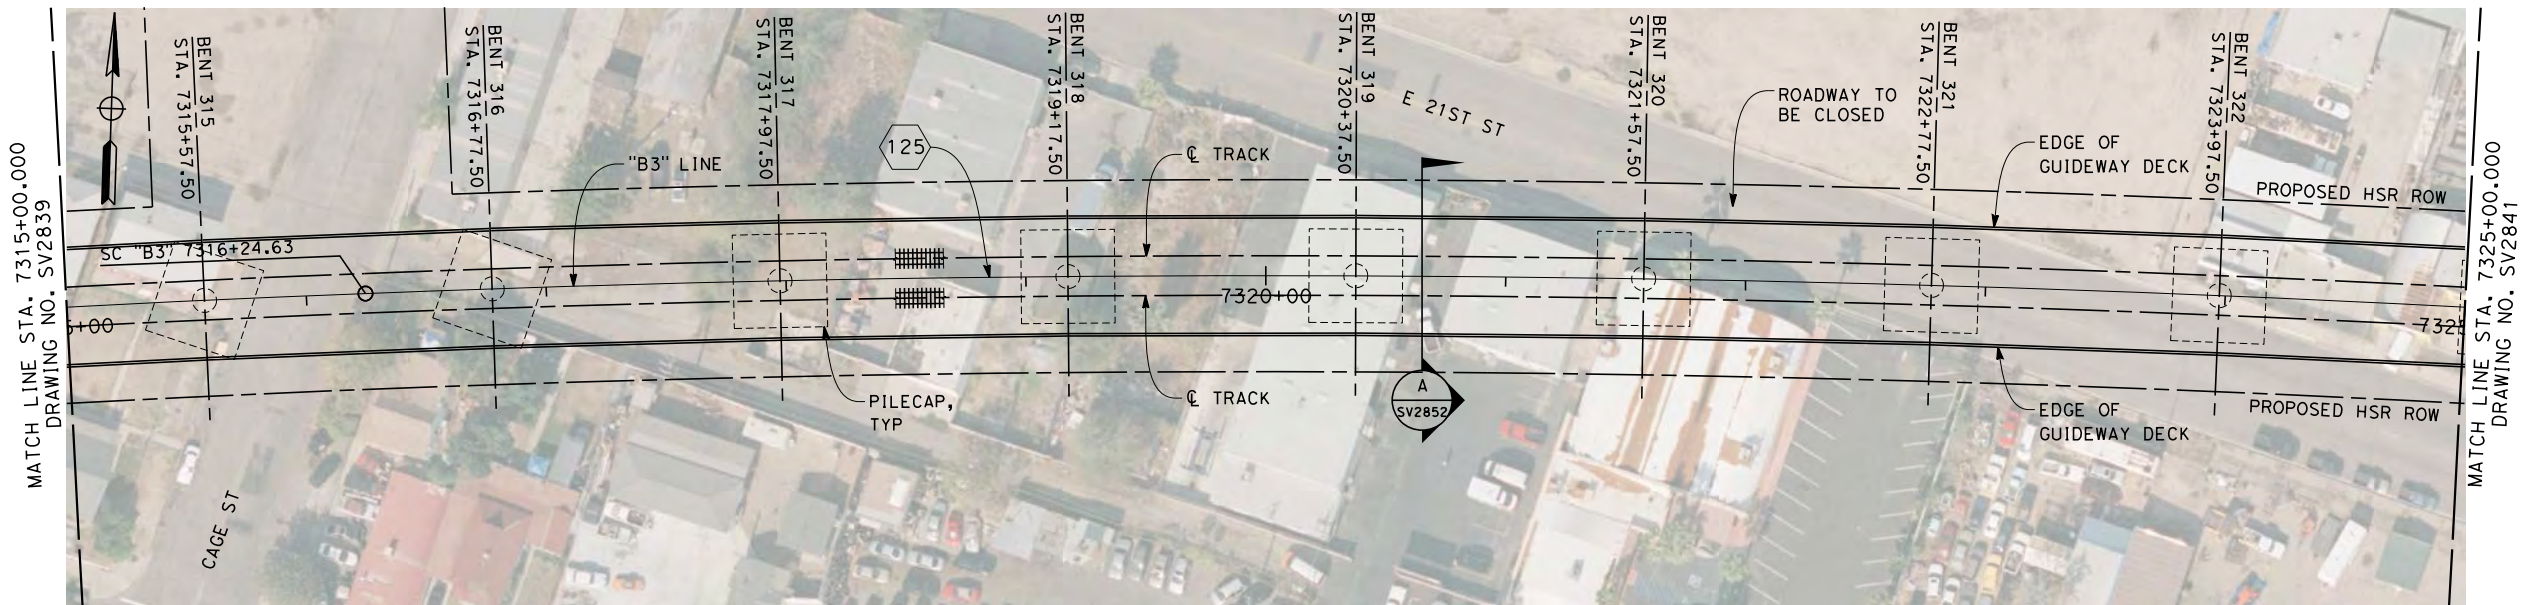 MATCH LINE STA. 7315+00.000
DRAWING NO. SV2839
BENT 315
STA. 7315+57.50
BENT 316
STA. 7316+77.50
BENT 317
STA. 7317+97.50
BENT 318
STA. 7319+17.50
BENT 319
STA. 7320+37.50
BENT 320
STA. 7321+57.50
BENT 321
STA. 7322+77.50
BENT 322
STA. 7323+97.50
E 21ST ST
ROADWAY TO
BE CLOSED
EDGE OF
GUIDEWAY DECK
PROPOSED HSR ROW
"B3" LINE
125
℄ TRACK
SC "B3" 7316+24.63
5+00
7320+00
732
PILECAP,
TYP
℄ TRACK
A
SV2852
EDGE OF
GUIDEWAY DECK
PROPOSED HSR ROW
CAGE ST
MATCH LINE STA. 7325+00.000
DRAWING NO. SV2841